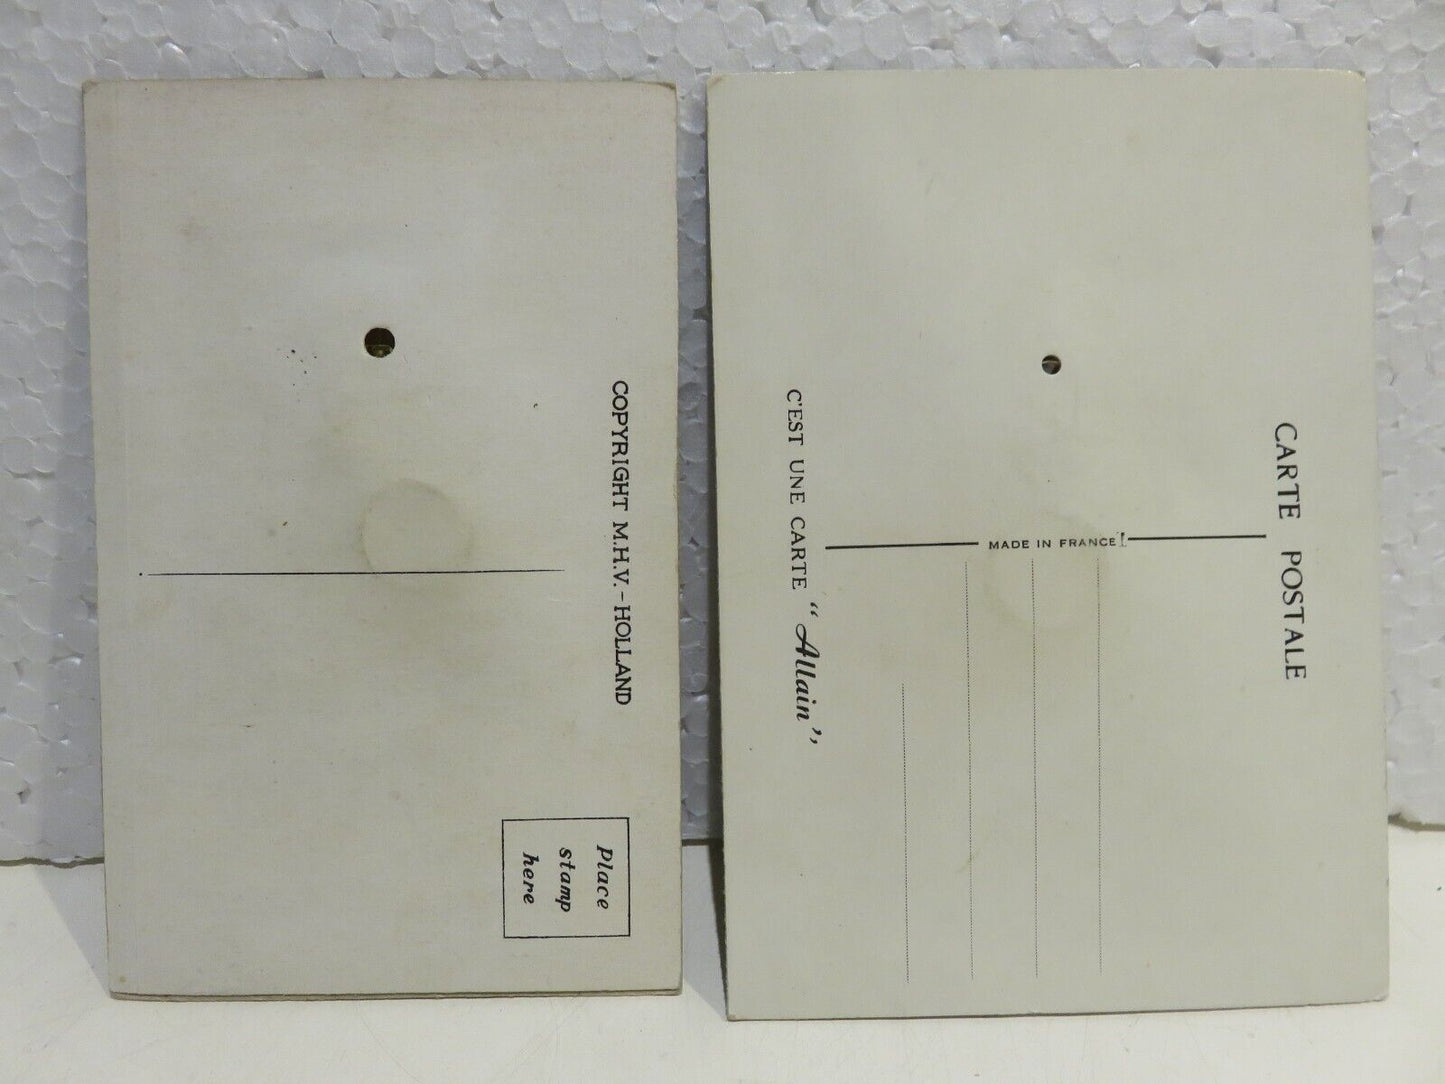 COPYRIGHT M.H.V. - HOLLAND
Place
stamp
here
CARTE POSTALE
MADE IN FRANCE
C'EST UNE CARTE "Allain",